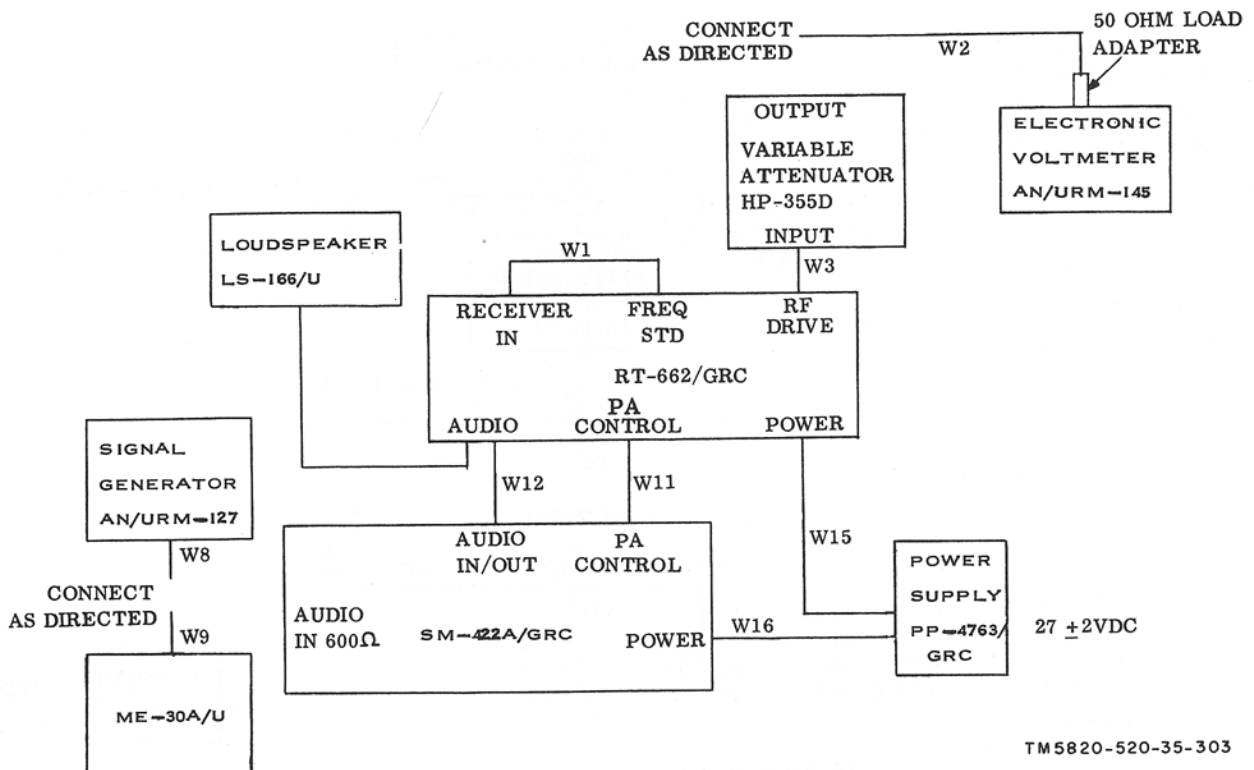 CONNECT
AS DIRECTED
W2
50 OHM LOAD
ADAPTER
OUTPUT
VARIABLE
ATTENUATOR
HP-355D
INPUT
ELECTRONIC
VOLTMETER
AN/URM-145
LOUDSPEAKER
LS-166/U
W1
W3
RECEIVER
IN
FREQ
STD
RF
DRIVE
RT-662/GRC
AUDIO
PA
CONTROL
POWER
SIGNAL
GENERATOR
AN/URM-127
W12
W11
W15
W8
CONNECT
AS DIRECTED
W9
ME-30A/U
AUDIO
IN/OUT
PA
CONTROL
AUDIO
IN 600Ω
SM-422A/GRC
POWER
W16
POWER
SUPPLY
PP-4763/
GRC
27 ±2VDC
TM5820-520-35-303